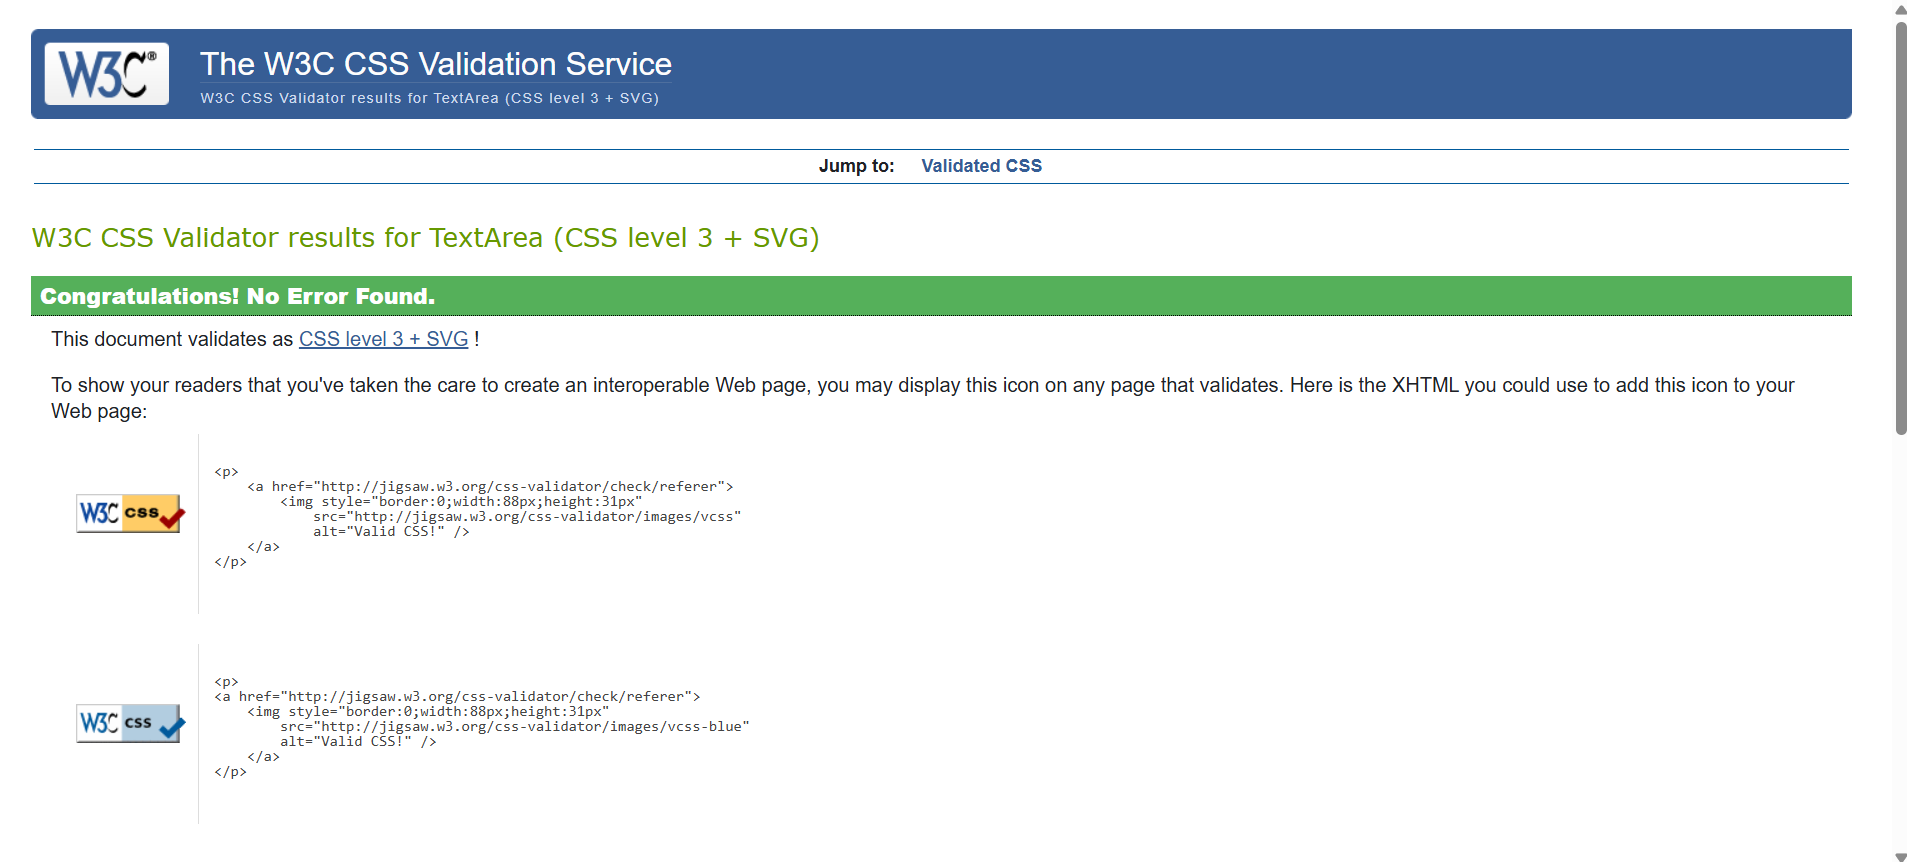 W3C®
The W3C CSS Validation Service
W3C CSS Validator results for TextArea (CSS level 3 + SVG)
Jump to: Validated CSS
W3C CSS Validator results for TextArea (CSS level 3 + SVG)
Congratulations! No Error Found.
This document validates as CSS level 3 + SVG !
To show your readers that you've taken the care to create an interoperable Web page, you may display this icon on any page that validates. Here is the XHTML you could use to add this icon to your
Web page:
W3C css
<p>
    <a href="http://jigsaw.w3.org/css-validator/check/referer">
        <img style="border:0;width:88px;height:31px"
            src="http://jigsaw.w3.org/css-validator/images/vcss"
            alt="Valid CSS!" />
    </a>
</p>
W3C css
<p>
<a href="http://jigsaw.w3.org/css-validator/check/referer">
    <img style="border:0;width:88px;height:31px"
        src="http://jigsaw.w3.org/css-validator/images/vcss-blue"
        alt="Valid CSS!" />
    </a>
</p>